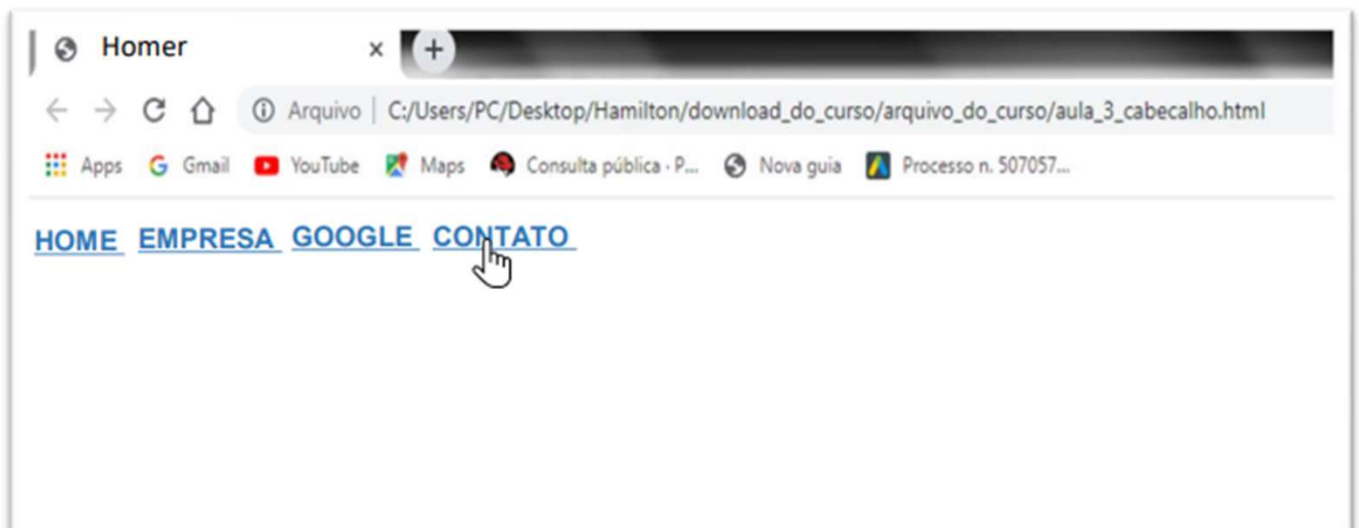 Homer
Arquivo | C:/Users/PC/Desktop/Hamilton/download_do_curso/arquivo_do_curso/aula_3_cabecalho.html
Apps Gmail YouTube Maps Consulta pública · P... Nova guia Processo n. 507057...
HOME EMPRESA GOOGLE CONTATO